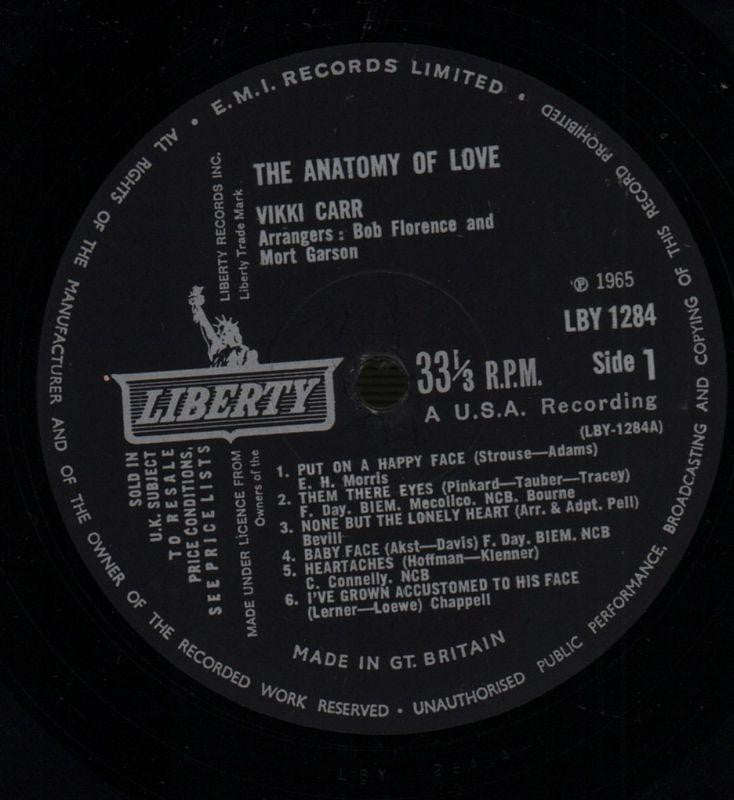 E.M.I. RECORDS LIMITED •
ALL RIGHTS OF THE MANUFACTURER AND OF THE OWNER OF THE RECORDED WORK RESERVED • UNAUTHORISED PUBLIC PERFORMANCE, BROADCASTING AND COPYING OF THIS RECORD PROHIBITED •
LIBERTY RECORDS INC.
Liberty Trade Mark
THE ANATOMY OF LOVE
VIKKI CARR
Arrangers : Bob Florence and
Mort Garson
℗ 1965
LBY 1284
Side 1
33⅓ R.P.M.
A U.S.A. Recording
(LBY-1284A)
LIBERTY
SOLD IN
U.K. SUBJECT
TO RESALE
PRICE CONDITIONS,
SEE PRICE LISTS
MADE UNDER LICENCE FROM
Owners of the
1. PUT ON A HAPPY FACE (Strouse—Adams)
E. H. Morris
2. THEM THERE EYES (Pinkard—Tauber—Tracey)
F. Day. BIEM. Mecolico. NCB. Bourne
3. NONE BUT THE LONELY HEART (Arr. & Adpt. Pell)
Bevill
4. BABY FACE (Akst—Davis) F. Day. BIEM. NCB
5. HEARTACHES (Hoffman—Klenner)
C. Connelly. NCB
6. I'VE GROWN ACCUSTOMED TO HIS FACE
(Lerner—Loewe) Chappell
MADE IN GT. BRITAIN